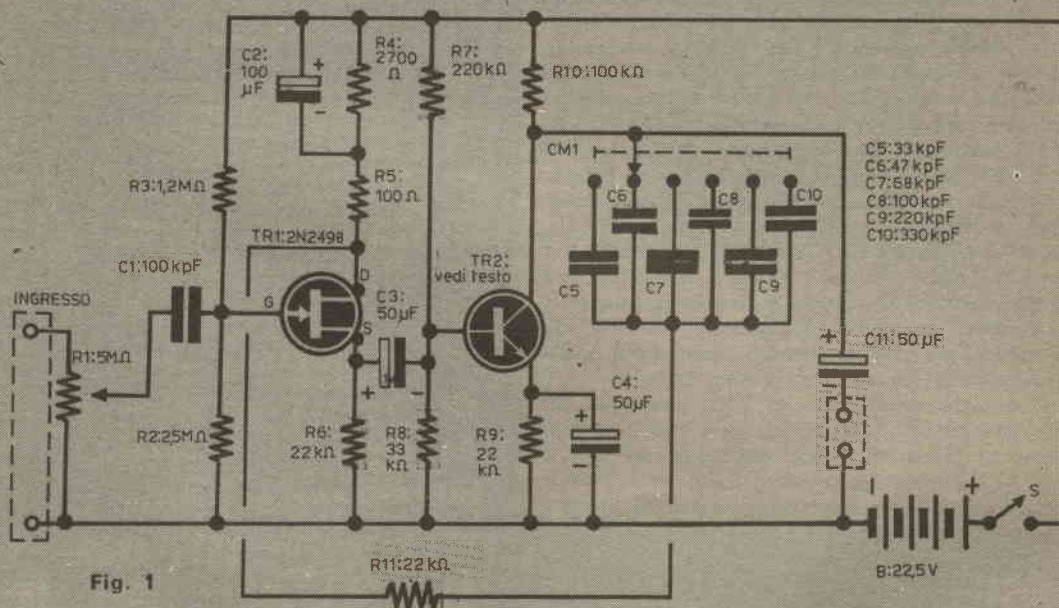 C2:
100
µF
+
-
R4:
2700
Ω
R7:
220kΩ
R10:100kΩ
R3:1,2MΩ
R5:
100Ω
TR1:2N2498
C1:100kpF
INGRESSO
R1:5MΩ
G
D
S
C3:
50µF
+
-
TR2:
vedi testo
CM1
C5
C6
C7
C8
C9
C10
C5:33kpF
C6:47kpF
C7:68kpF
C8:100kpF
C9:220kpF
C10:330kpF
C11:50µF
+
-
R2:2,5MΩ
R6:
22kΩ
R8:
33
kΩ
R9:
22
kΩ
C4:
50µF
+
-
-
+
S
B:22,5V
R11:22kΩ
Fig. 1